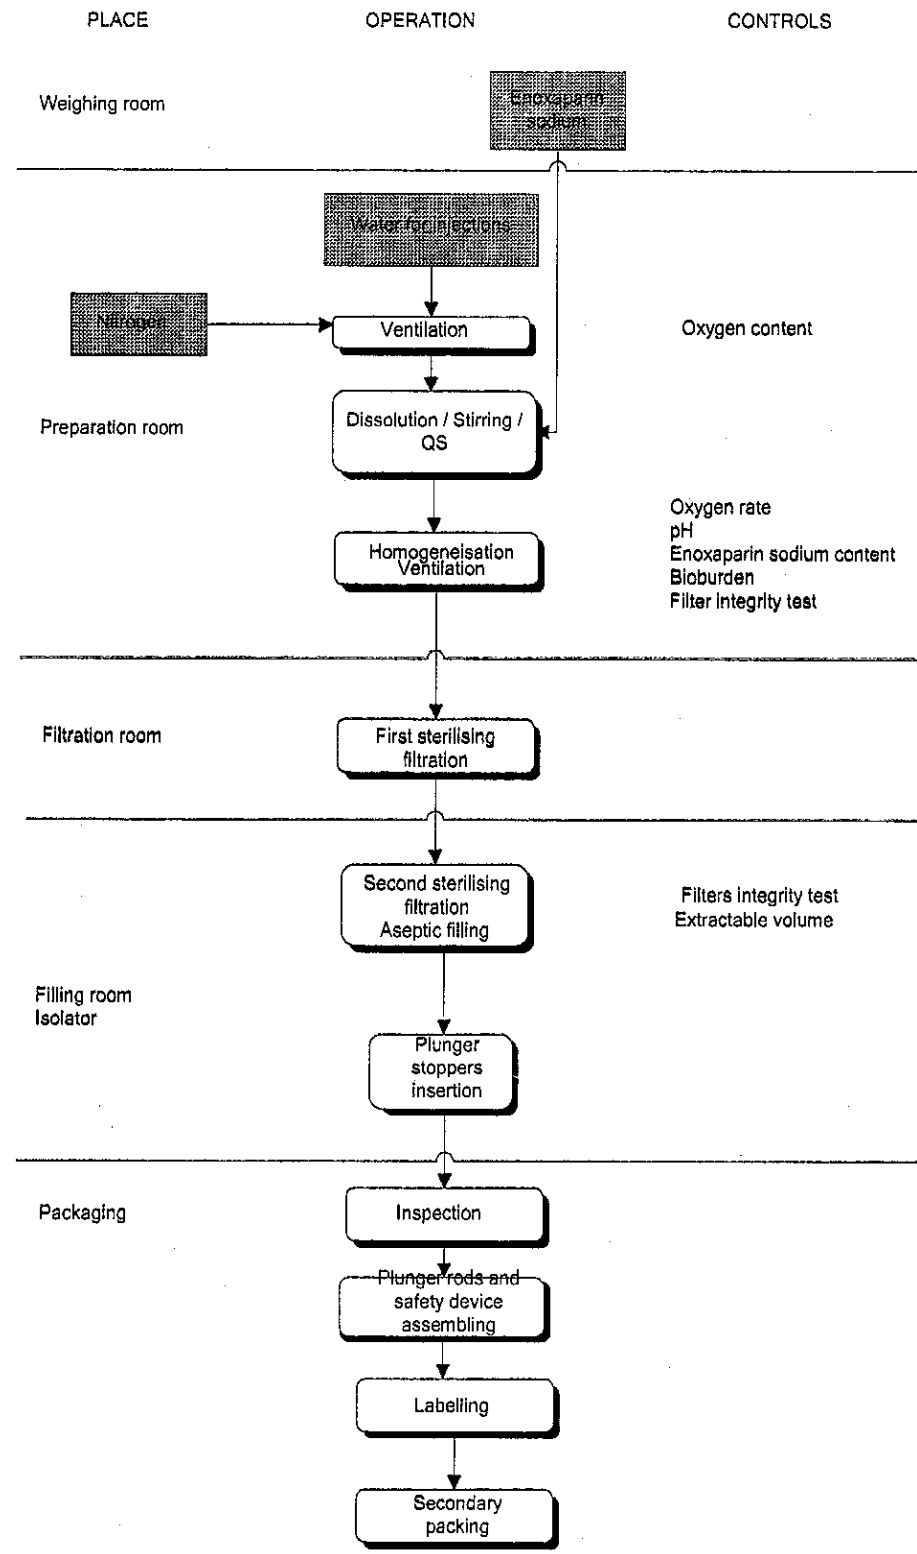 PLACE OPERATION CONTROLS
Weighing room
Enoxaparin
sodium
Water for injections
Nitrogen
Ventilation
Oxygen content
Preparation room
Dissolution / Stirring /
QS
Homogeneisation
Ventilation
Oxygen rate
pH
Enoxaparin sodium content
Bioburden
Filter integrity test
Filtration room
First sterilising
filtration
Second sterilising
filtration
Aseptic filling
Filters integrity test
Extractable volume
Filling room
Isolator
Plunger
stoppers
insertion
Packaging
Inspection
Plunger rods and
safety device
assembling
Labelling
Secondary
packing